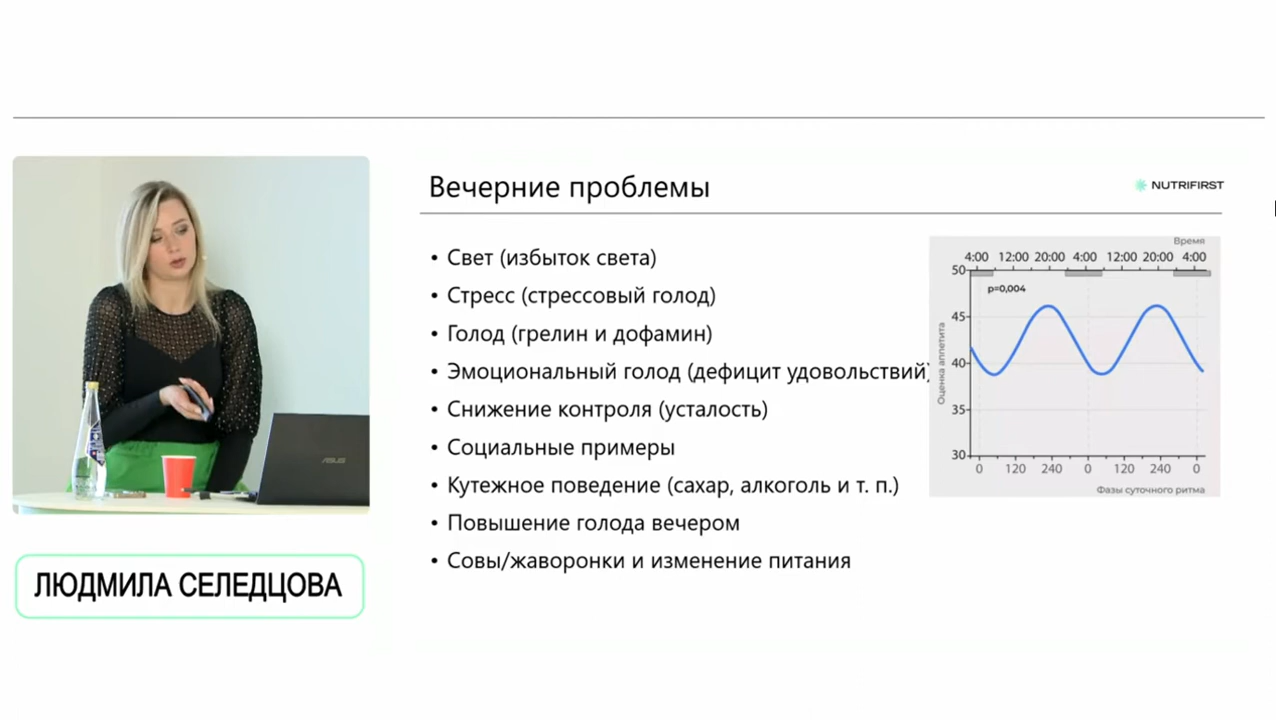 Вечерние проблемы
NUTRIFIRST
• Свет (избыток света)
• Стресс (стрессовый голод)
• Голод (грелин и дофамин)
• Эмоциональный голод (дефицит удовольствий)
• Снижение контроля (усталость)
• Социальные примеры
• Кутежное поведение (сахар, алкоголь и т. п.)
• Повышение голода вечером
• Совы/жаворонки и изменение питания
Время
4:00 12:00 20:00 4:00 12:00 20:00 4:00
p=0,004
Оценка аппетита
50
45
40
35
30
0 120 240 0 120 240 0
Фазы суточного ритма
ASUS
ЛЮДМИЛА СЕЛЕДЦОВА